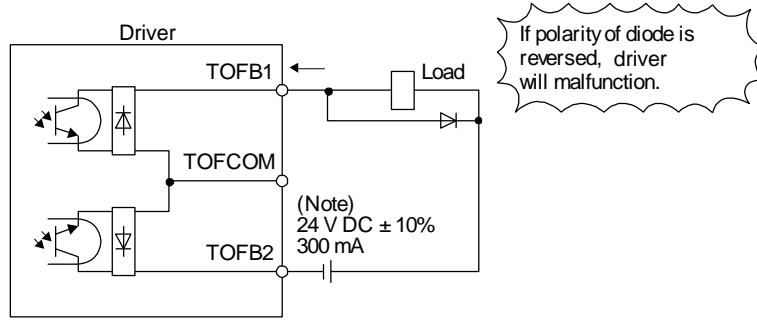 Driver
TOFB1
Load
If polarity of diode is
reversed, driver
will malfunction.
TOFCOM
(Note)
24 V DC ± 10%
300 mA
TOFB2